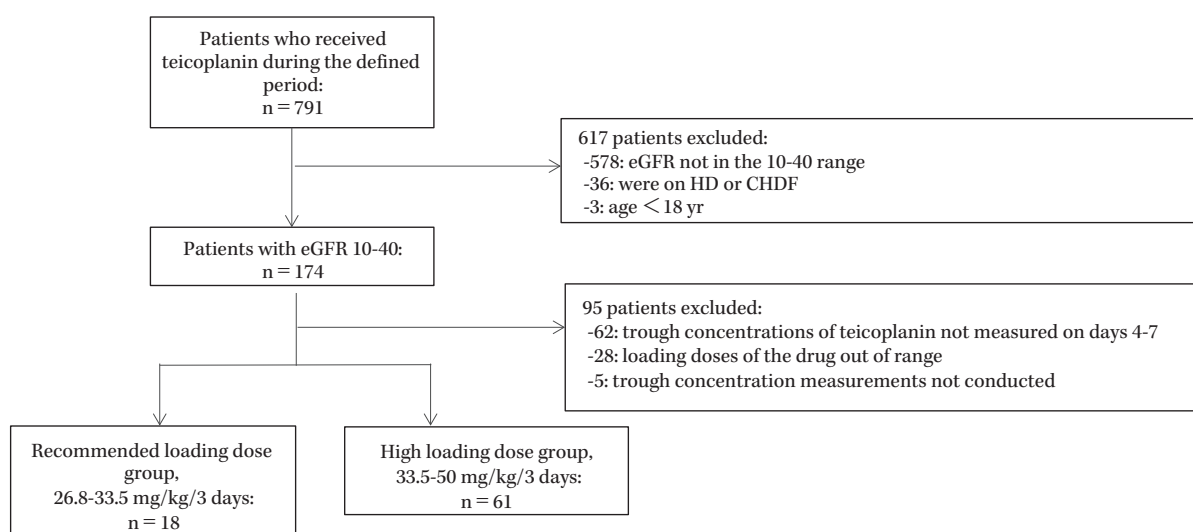 Patients who received
teicoplanin during the defined
period:
n = 791
617 patients excluded:
-578: eGFR not in the 10-40 range
-36: were on HD or CHDF
-3: age < 18 yr
Patients with eGFR 10-40:
n = 174
95 patients excluded:
-62: trough concentrations of teicoplanin not measured on days 4-7
-28: loading doses of the drug out of range
-5: trough concentration measurements not conducted
Recommended loading dose
group,
26.8-33.5 mg/kg/3 days:
n = 18
High loading dose group,
33.5-50 mg/kg/3 days:
n = 61